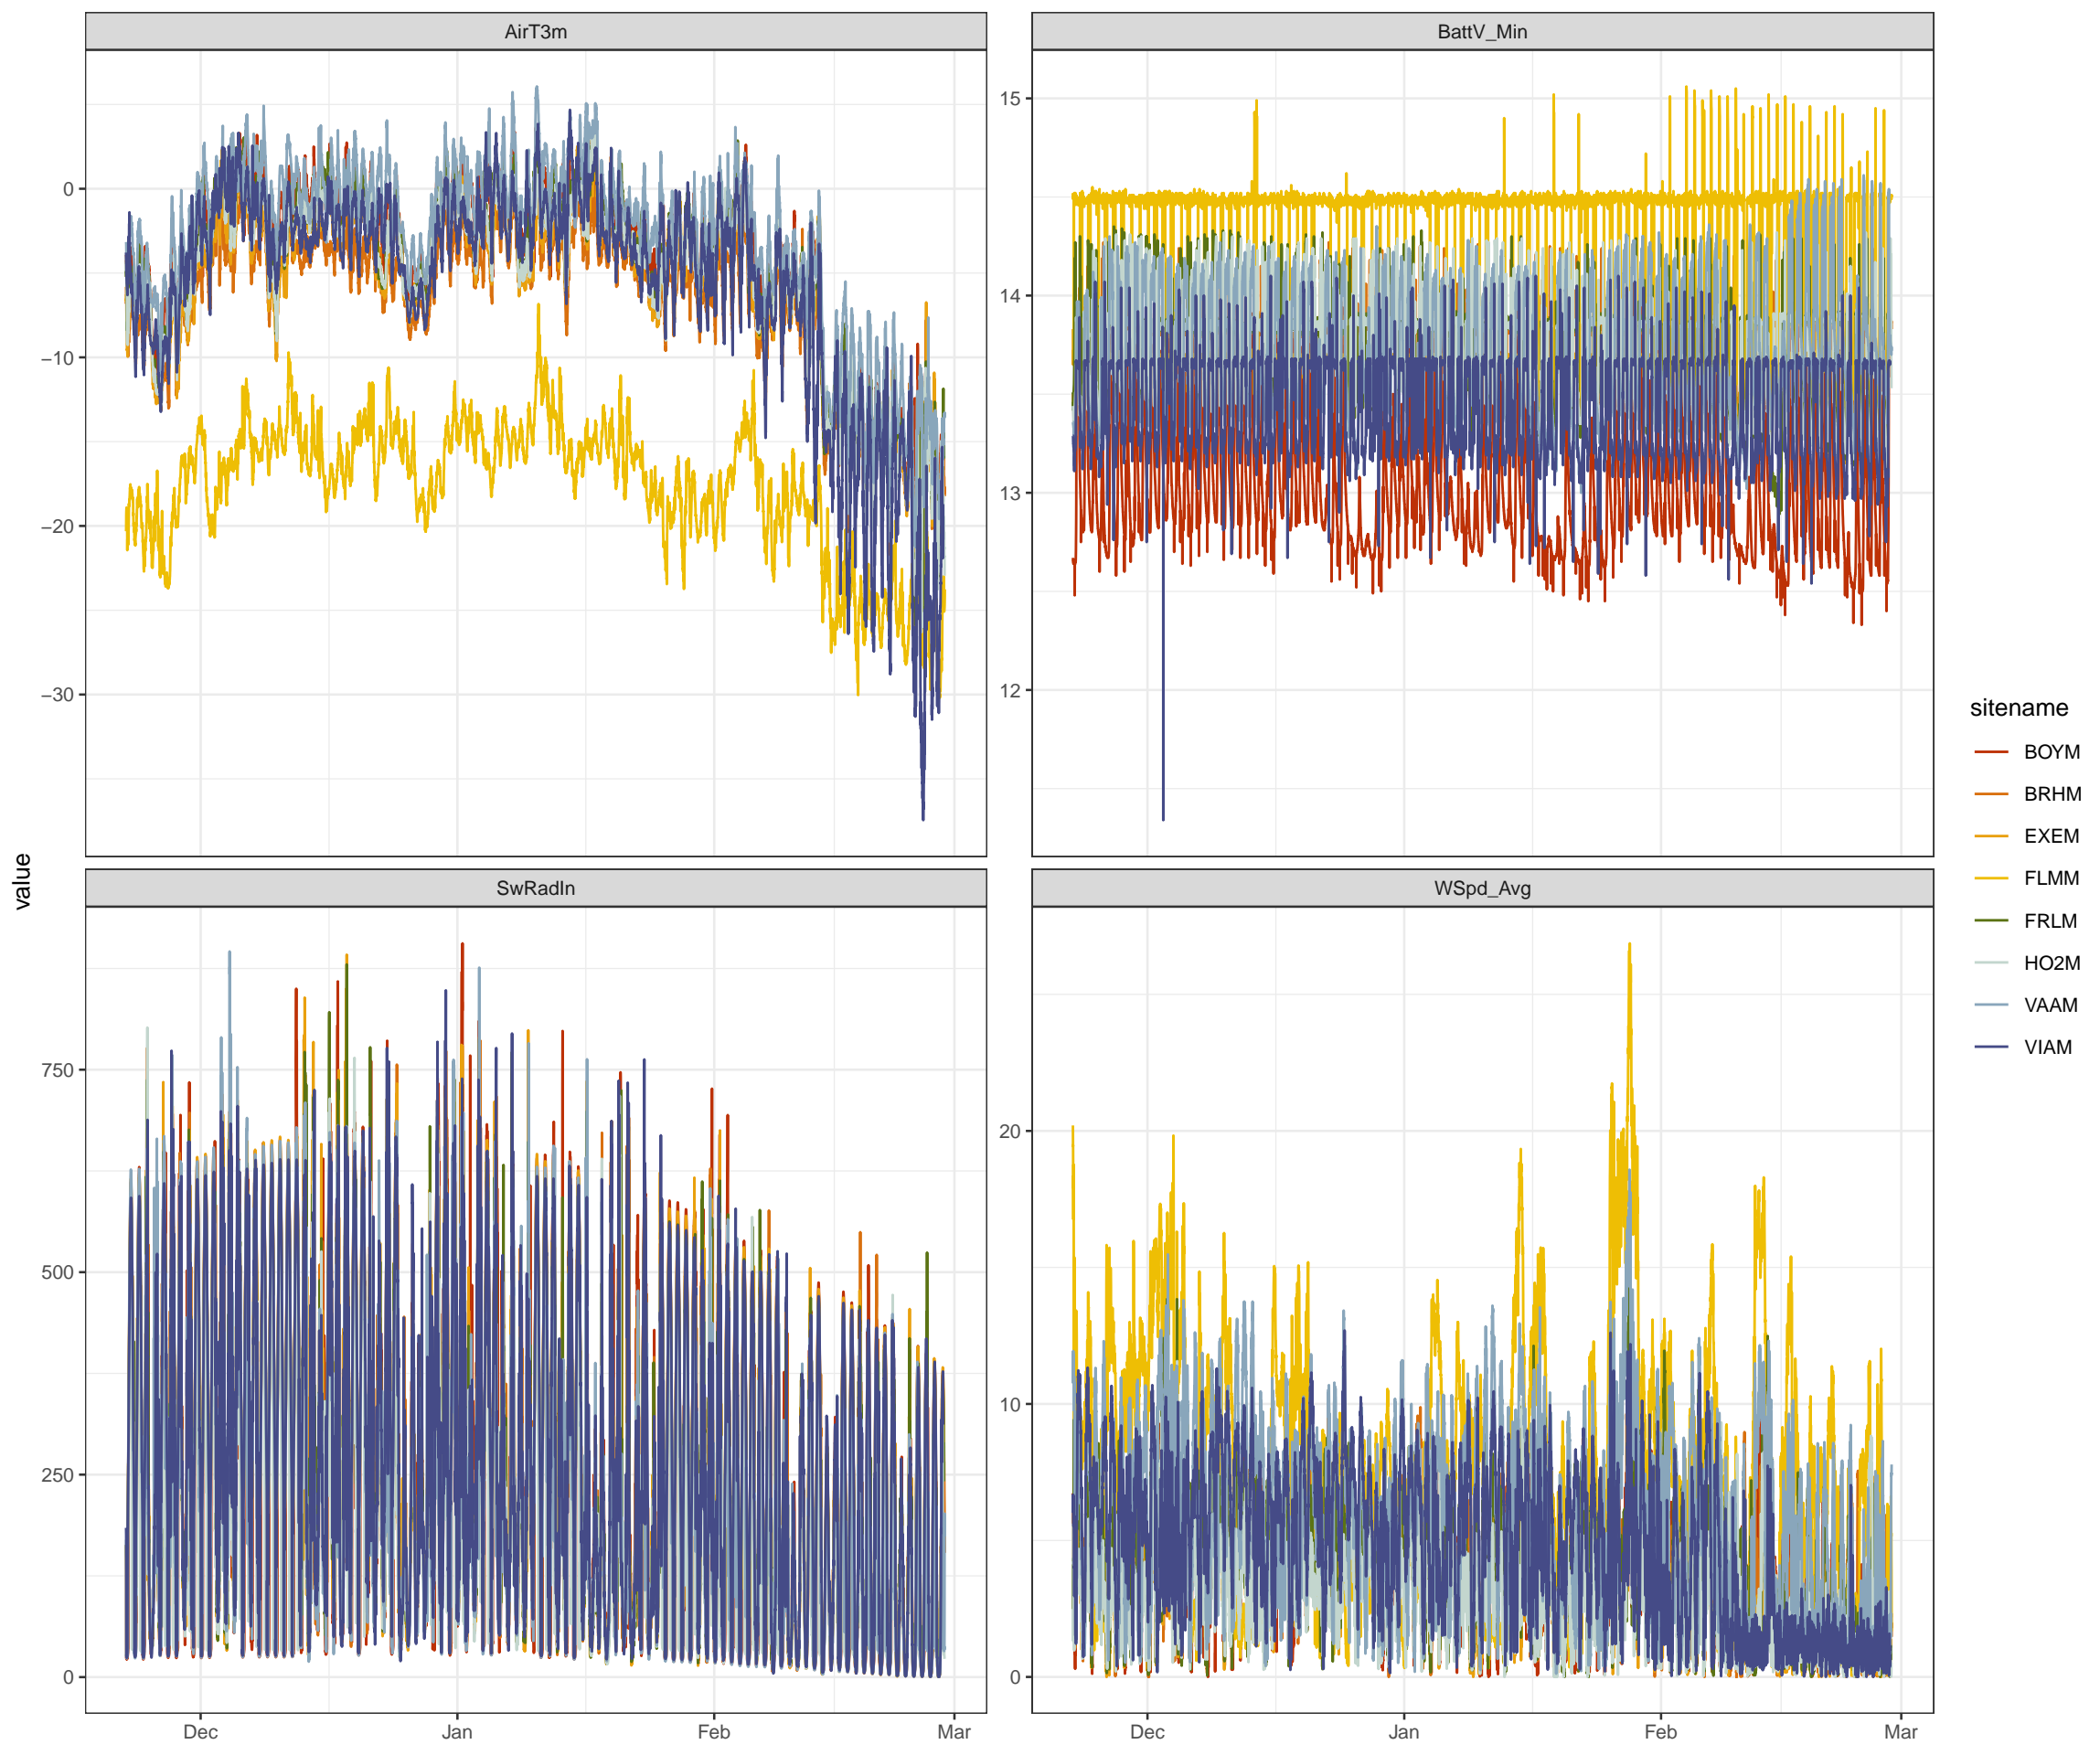 AirT3m
BattV_Min
0
−10
−20
−30
15
14
13
12
value
SwRadIn
WSpd_Avg
750
500
250
0
20
10
0
Dec
Jan
Feb
Mar
Dec
Jan
Feb
Mar
sitename
BOYM
BRHM
EXEM
FLMM
FRLM
HO2M
VAAM
VIAM